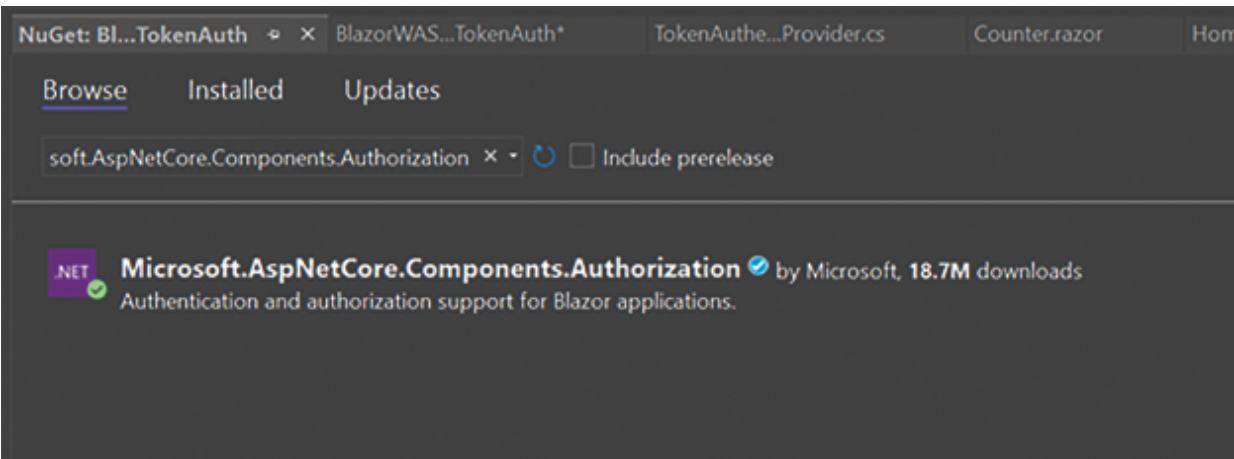 NuGet: Bl...TokenAuth BlazorWAS...TokenAuth* TokenAuthe...Provider.cs Counter.razor Hom
Browse Installed Updates
soft.AspNetCore.Components.Authorization Include prerelease
.NET Microsoft.AspNetCore.Components.Authorization by Microsoft, 18.7M downloads
Authentication and authorization support for Blazor applications.